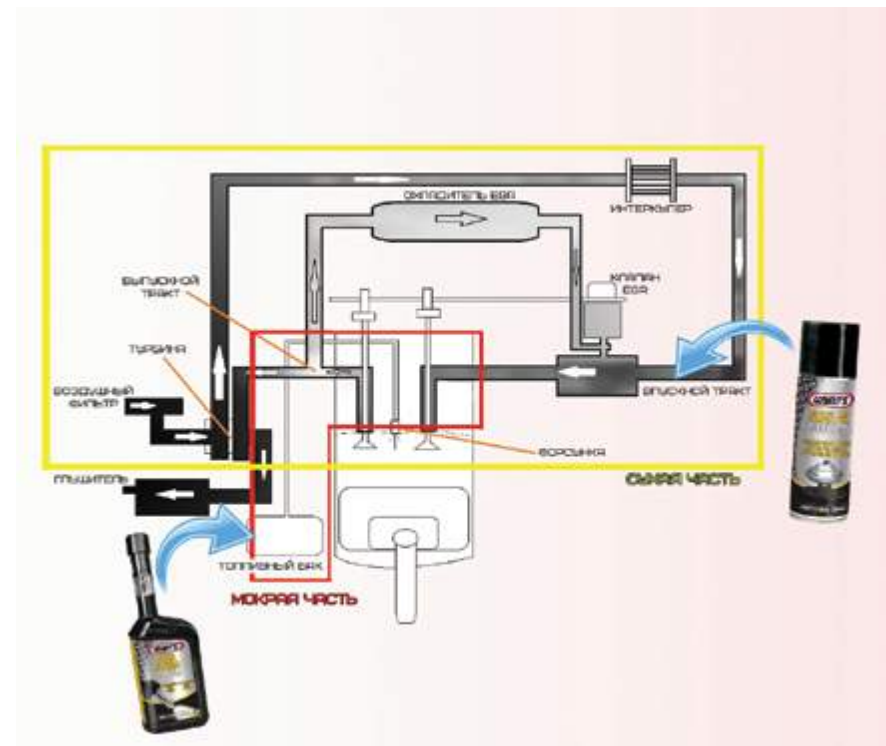 ОХЛАДИТЕЛЬ EGR
ИНТЕРКУЛЕР
ВЫПУСКНОЙ
ТРАКТ
КЛАПАН
EGR
ТУРБИНА
ВОЗДУШНЫЙ
ФИЛЬТР
ВПУСКНОЙ ТРАКТ
ФОРСУНКА
ГЛУШИТЕЛЬ
СУХАЯ ЧАСТЬ
ТОПЛИВНЫЙ БАК
МОКРАЯ ЧАСТЬ
WYNN'S